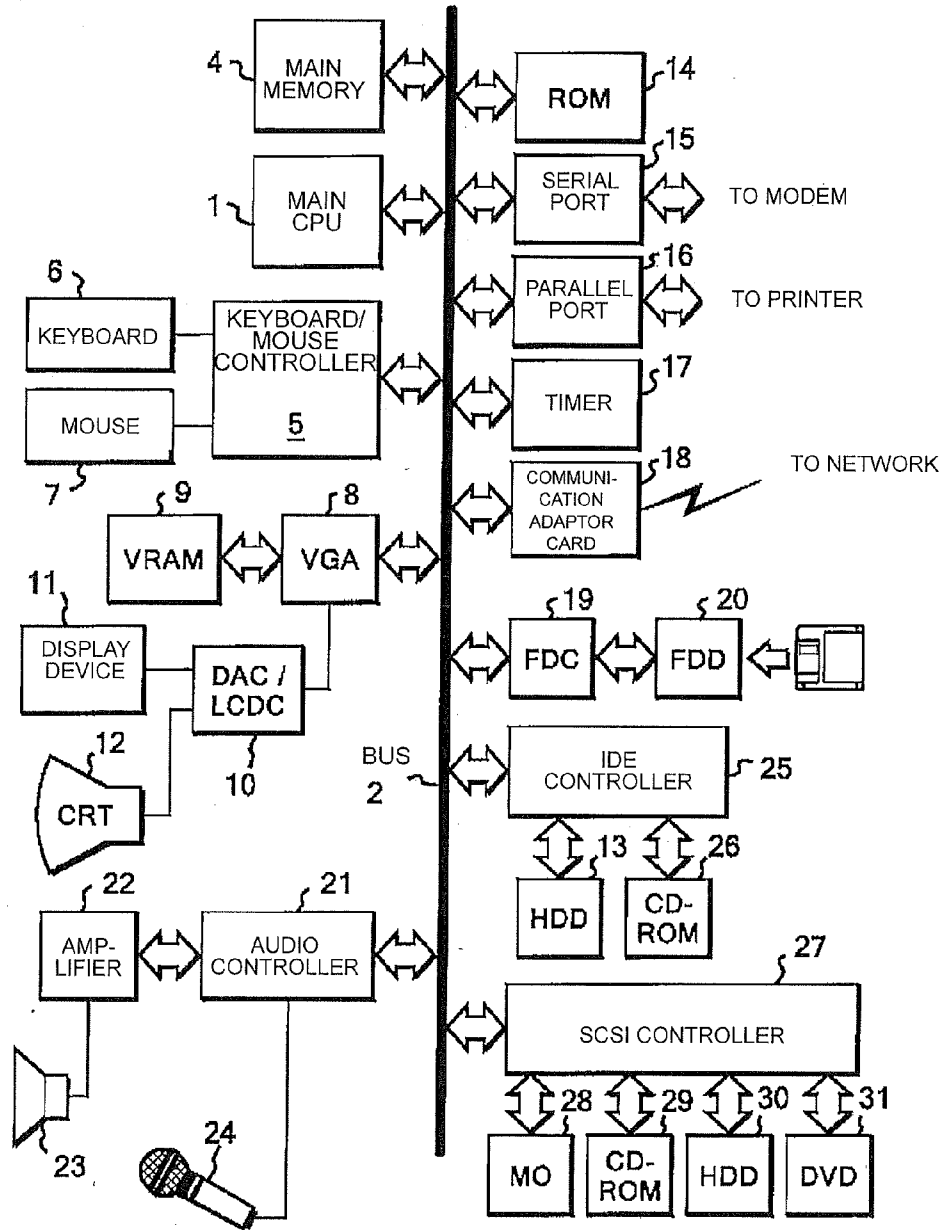 4
MAIN
MEMORY
ROM
14
1
MAIN
CPU
15
SERIAL
PORT
TO MODEM
6
KEYBOARD
KEYBOARD/
MOUSE
CONTROLLER
5
MOUSE
7
16
PARALLEL
PORT
TO PRINTER
17
TIMER
18
COMMUNI-
CATION
ADAPTOR
CARD
TO NETWORK
9
VRAM
8
VGA
11
DISPLAY
DEVICE
DAC /
LCDC
10
12
CRT
19
FDC
20
FDD
BUS
2
IDE
CONTROLLER
25
13
HDD
26
CD-
ROM
22
AMP-
LIFIER
21
AUDIO
CONTROLLER
23
24
27
SCSI CONTROLLER
28
MO
29
CD-
ROM
30
HDD
31
DVD